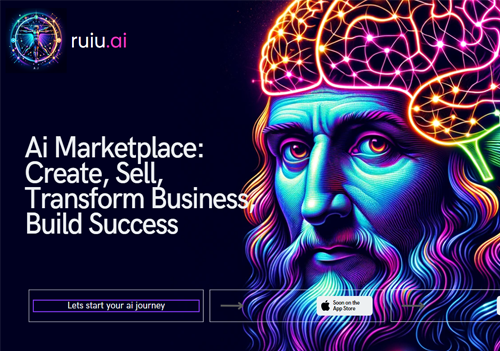 ruiu.ai
Ai Marketplace:
Create, Sell,
Transform Business,
Build Success
Lets start your ai journey
Soon on the
App Store